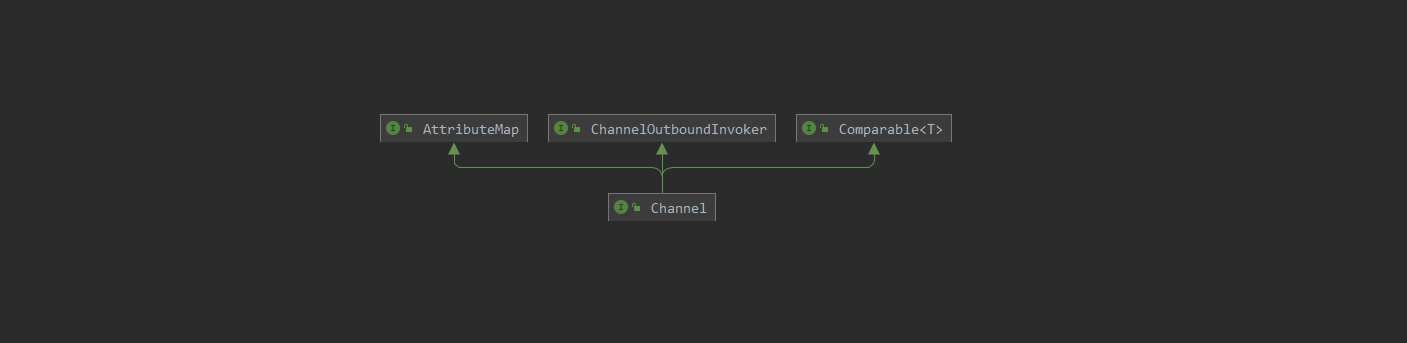 AttributeMap
ChannelOutboundInvoker
Comparable<T>
Channel